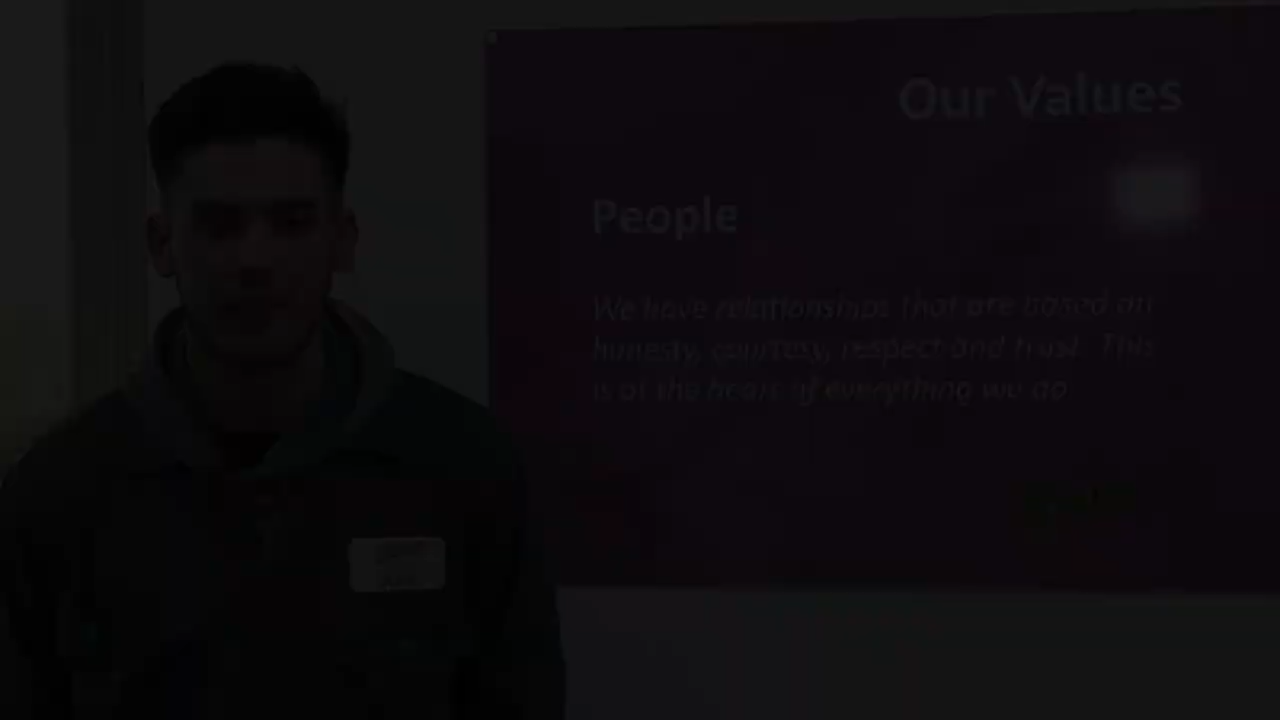 Our Values
People
We have relationships that are based on
honesty, courtesy, respect and trust. This
is at the heart of everything we do